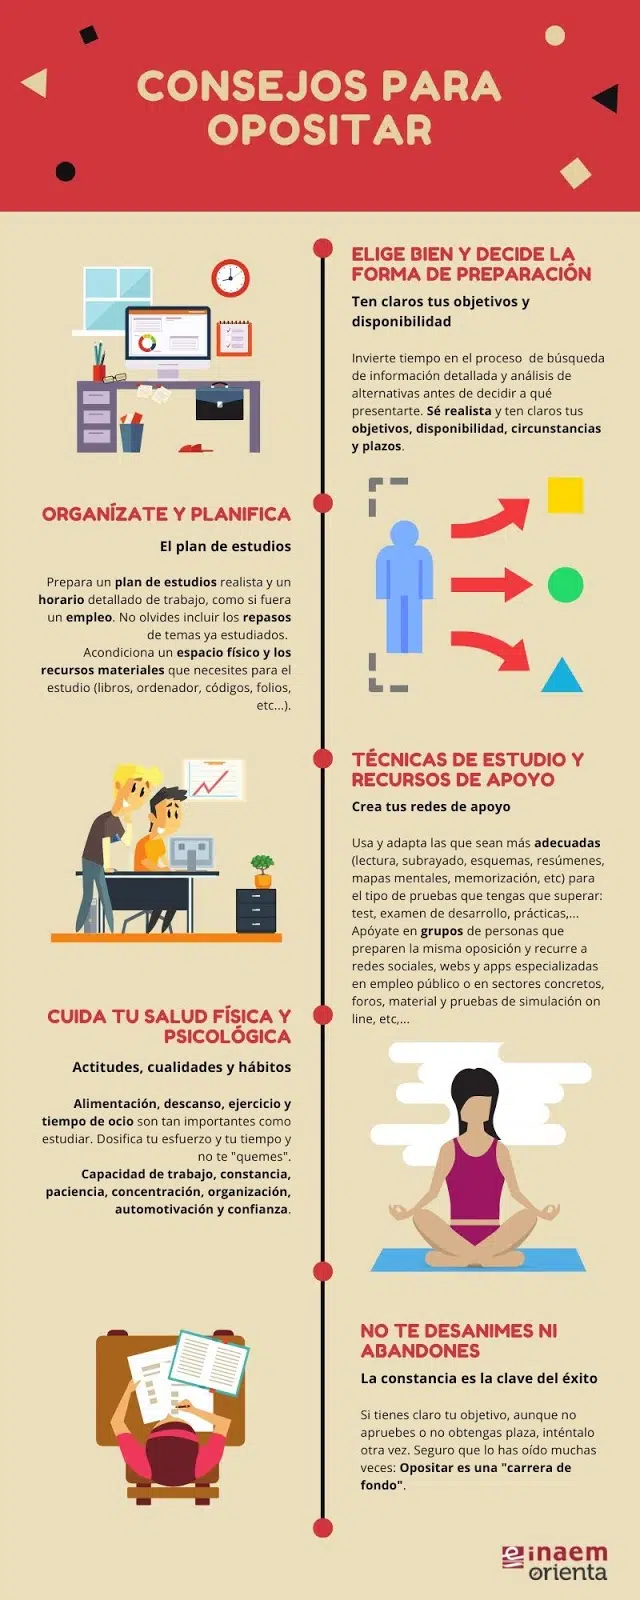 CONSEJOS PARA
OPOSITAR
ELIGE BIEN Y DECIDE LA
FORMA DE PREPARACIÓN
Ten claros tus objetivos y
disponibilidad
Invierte tiempo en el proceso de búsqueda
de información detallada y análisis de
alternativas antes de decidir a qué
presentarte. Sé realista y ten claros tus
objetivos, disponibilidad, circunstancias
y plazos.
ORGANÍZATE Y PLANIFICA
El plan de estudios
Prepara un plan de estudios realista y un
horario detallado de trabajo, como si fuera
un empleo. No olvides incluir los repasos
de temas ya estudiados.
Acondiciona un espacio físico y los
recursos materiales que necesites para el
estudio (libros, ordenador, códigos, folios,
etc...).
TÉCNICAS DE ESTUDIO Y
RECURSOS DE APOYO
Crea tus redes de apoyo
Usa y adapta las que sean más adecuadas
(lectura, subrayado, esquemas, resúmenes,
mapas mentales, memorización, etc) para
el tipo de pruebas que tengas que superar:
test, examen de desarrollo, prácticas,...
Apóyate en grupos de personas que
preparen la misma oposición y recurre a
redes sociales, webs y apps especializadas
en empleo público o en sectores concretos,
foros, material y pruebas de simulación on
line, etc,...
CUIDA TU SALUD FÍSICA Y
PSICOLÓGICA
Actitudes, cualidades y hábitos
Alimentación, descanso, ejercicio y
tiempo de ocio son tan importantes como
estudiar. Dosifica tu esfuerzo y tu tiempo y
no te "quemes".
Capacidad de trabajo, constancia,
paciencia, concentración, organización,
automotivación y confianza.
NO TE DESANIMES NI
ABANDONES
La constancia es la clave del éxito
Si tienes claro tu objetivo, aunque no
apruebes o no obtengas plaza, inténtalo
otra vez. Seguro que lo has oído muchas
veces: Opositar es una "carrera de
fondo".
inaem
orienta